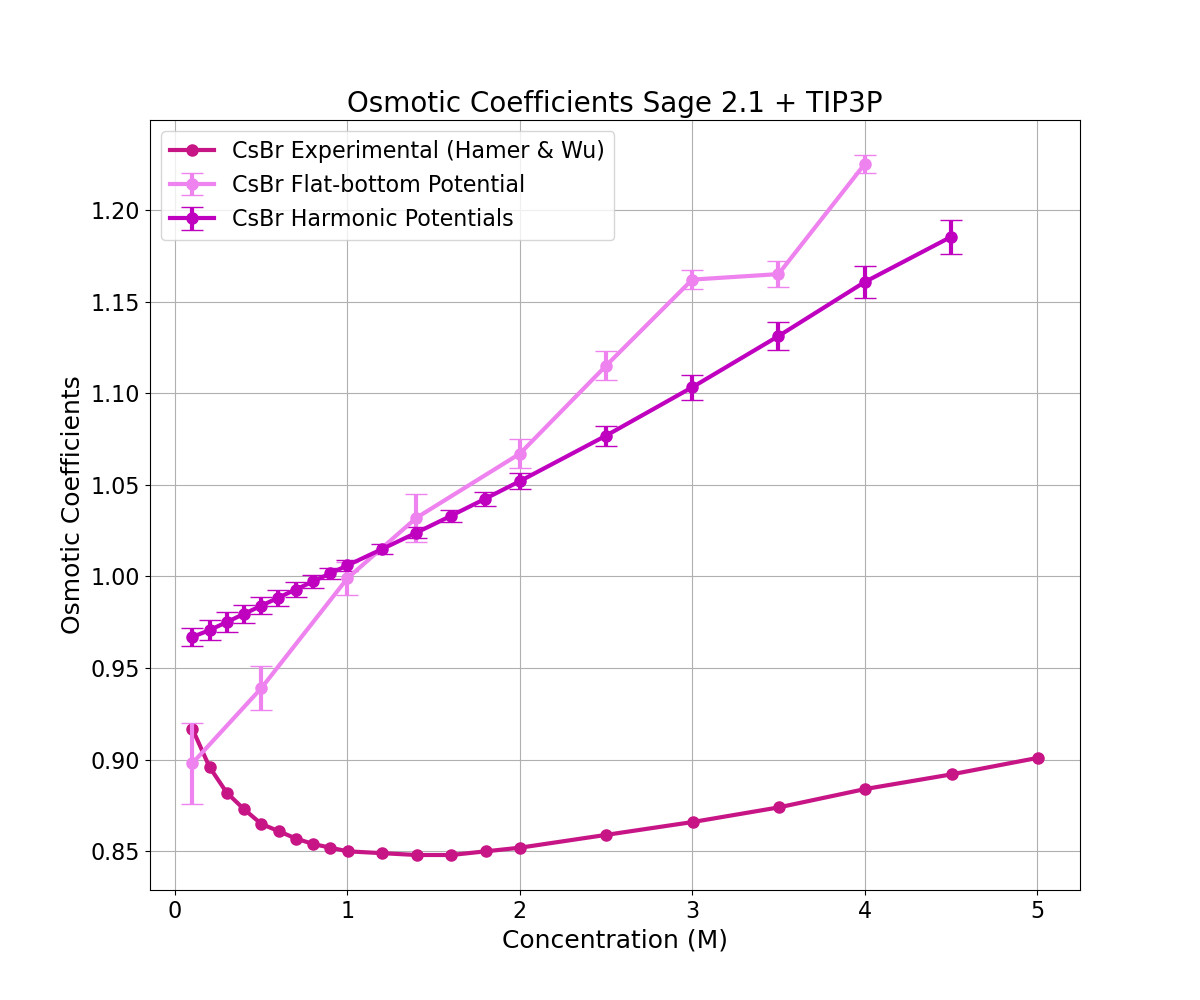 Osmotic Coefficients Sage 2.1 + TIP3P
CsBr Experimental (Hamer & Wu)
CsBr Flat-bottom Potential
CsBr Harmonic Potentials
1.20
1.15
1.10
1.05
1.00
0.95
0.90
0.85
Osmotic Coefficients
0 1 2 3 4 5
Concentration (M)